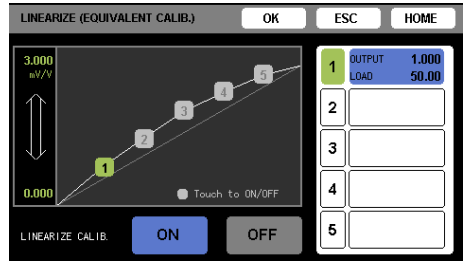 LINEARIZE (EQUIVALENT CALIB.) OK ESC HOME
3.000
mV/V
5
4
3
2
1
0.000
Touch to ON/OFF
LINEARIZE CALIB. ON OFF
1 OUTPUT 1.000
LOAD 50.00
2
3
4
5